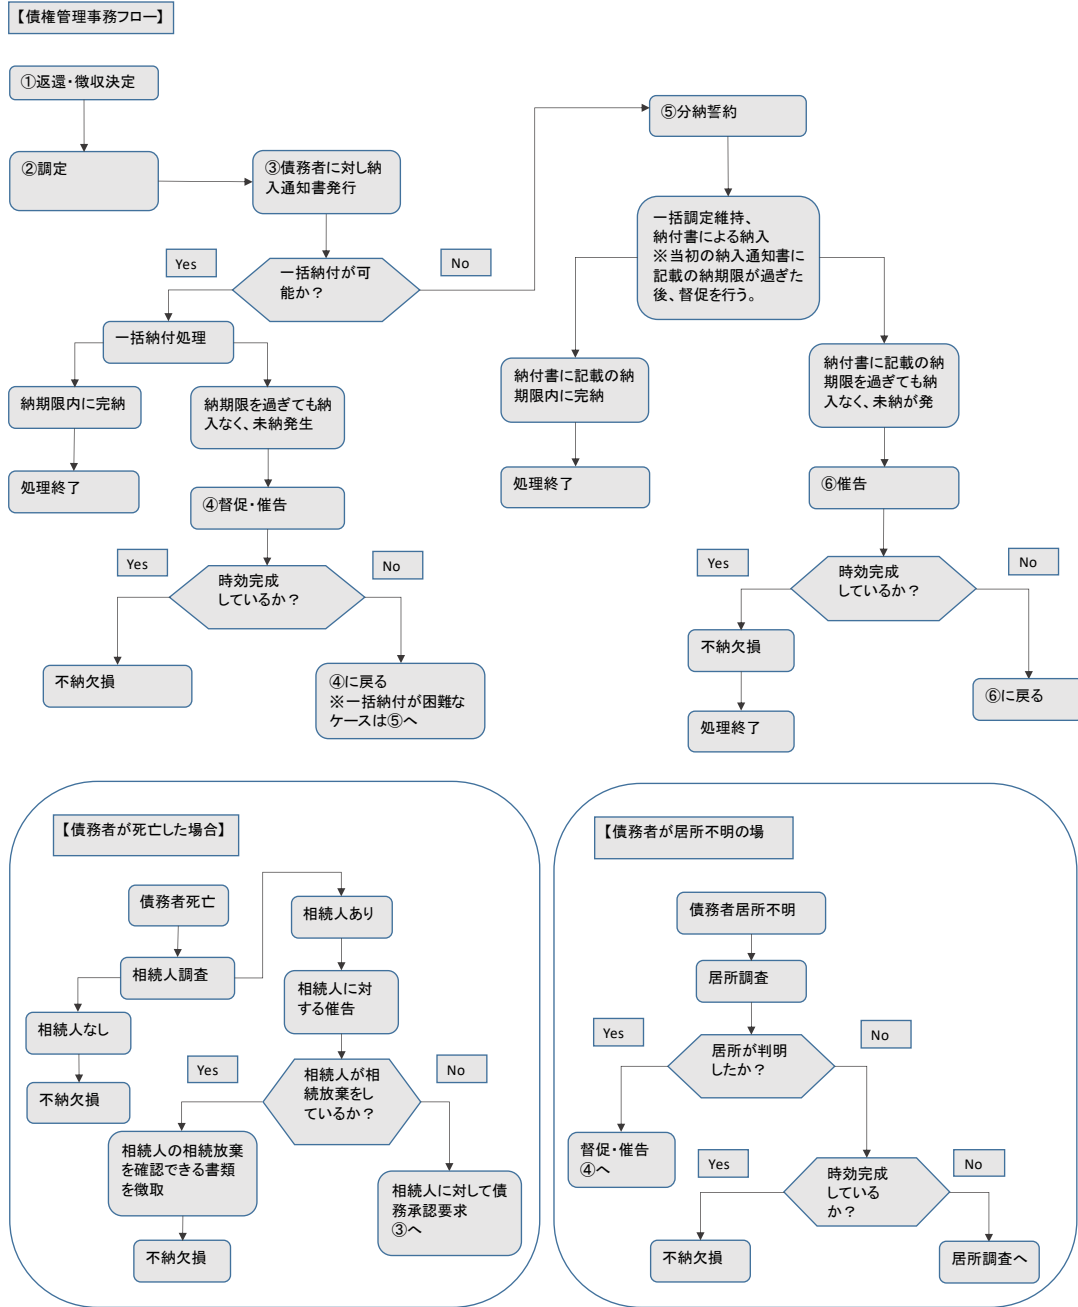 【債権管理事務フロー】
①返還・徴収決定
②調定
③債務者に対し納
入通知書発行
Yes
一括納付が可
能か？
No
一括納付処理
納期限内に完納
処理終了
納期限を過ぎても納
入なく、未納発生
④督促・催告
Yes
時効完成
しているか？
No
不納欠損
④に戻る
※一括納付が困難な
ケースは⑤へ
⑤分納誓約
一括調定維持、
納付書による納入
※当初の納入通知書に
記載の納期限が過ぎた
後、督促を行う。
納付書に記載の納
期限内に完納
処理終了
納付書に記載の納
期限を過ぎても納
入なく、未納が発
⑥催告
Yes
時効完成
しているか？
No
不納欠損
処理終了
⑥に戻る
【債務者が死亡した場合】
債務者死亡
相続人調査
相続人なし
不納欠損
相続人あり
相続人に対
する催告
Yes
相続人が相
続放棄をし
ているか？
No
相続人の相続放棄
を確認できる書類
を徴取
不納欠損
相続人に対して債
務承認要求
③へ
【債務者が居所不明の場
債務者居所不明
居所調査
Yes
居所が判明
したか？
No
督促・催告
④へ
Yes
時効完成
している
か？
No
不納欠損
居所調査へ